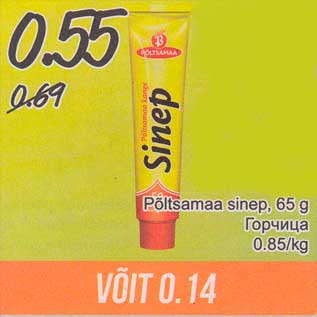 0.55
0.69
PÕLTSAMAA
Põltsamaa kange
Sinep
Põltsamaa sinep, 65 g
Горчица
0.85/kg
VÕIT 0.14